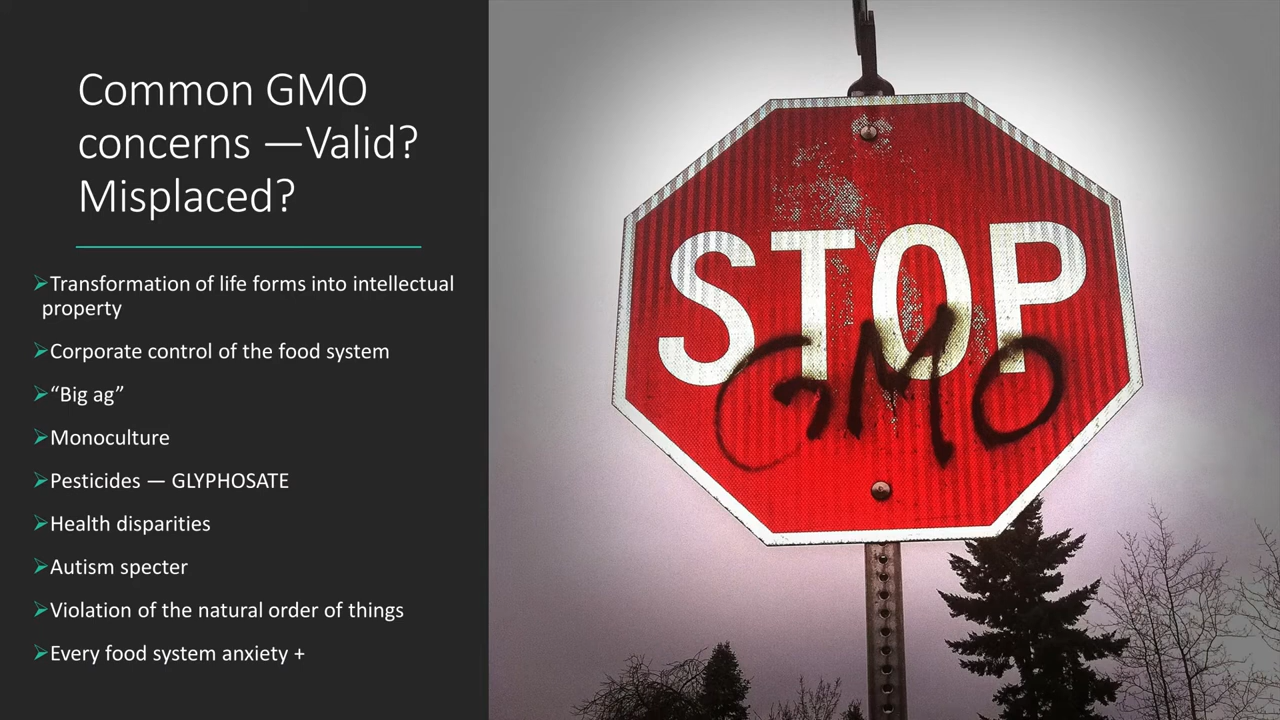 Common GMO
concerns —Valid?
Misplaced?
➢Transformation of life forms into intellectual
property
➢Corporate control of the food system
➢“Big ag”
➢Monoculture
➢Pesticides — GLYPHOSATE
➢Health disparities
➢Autism specter
➢Violation of the natural order of things
➢Every food system anxiety +
STOP
GMO